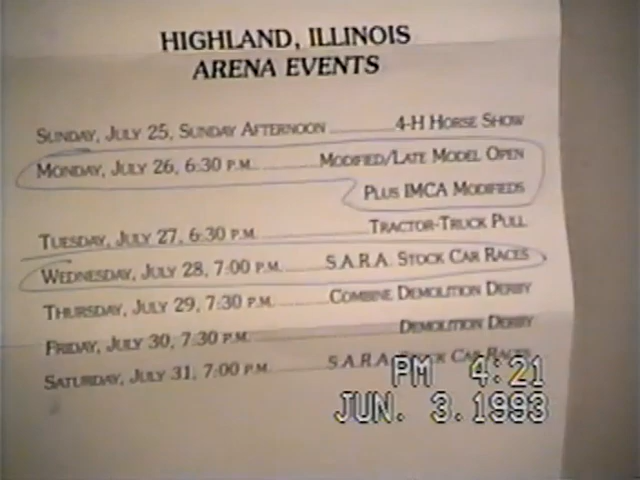 HIGHLAND, ILLINOIS
ARENA EVENTS
SUNDAY, JULY 25, SUNDAY AFTERNOON 4-H HORSE SHOW
MONDAY, JULY 26, 6:30 P.M. MODIFIED/LATE MODEL OPEN
PLUS IMCA MODIFIEDS
TUESDAY, JULY 27, 6:30 P.M. TRACTOR-TRUCK PULL
WEDNESDAY, JULY 28, 7:00 P.M. S.A.R.A. STOCK CAR RACES
THURSDAY, JULY 29, 7:30 P.M. COMBINE DEMOLITION DERBY
FRIDAY, JULY 30, 7:30 P.M. DEMOLITION DERBY
SATURDAY, JULY 31, 7:00 P.M. S.A.R.A. STOCK CAR RACES
PM 4:21
JUN. 3.1993